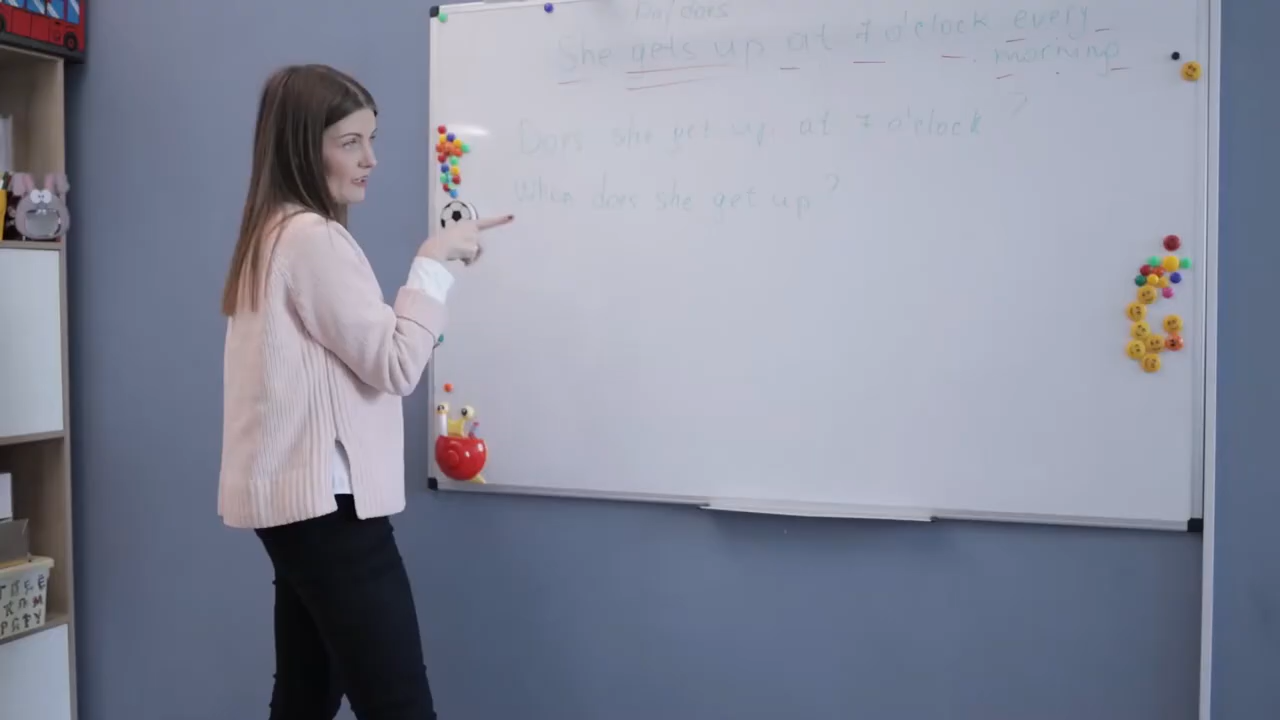 Do/does
She gets up at 7 o'clock every
morning
Does she get up at 7 o'clock?
When does she get up?